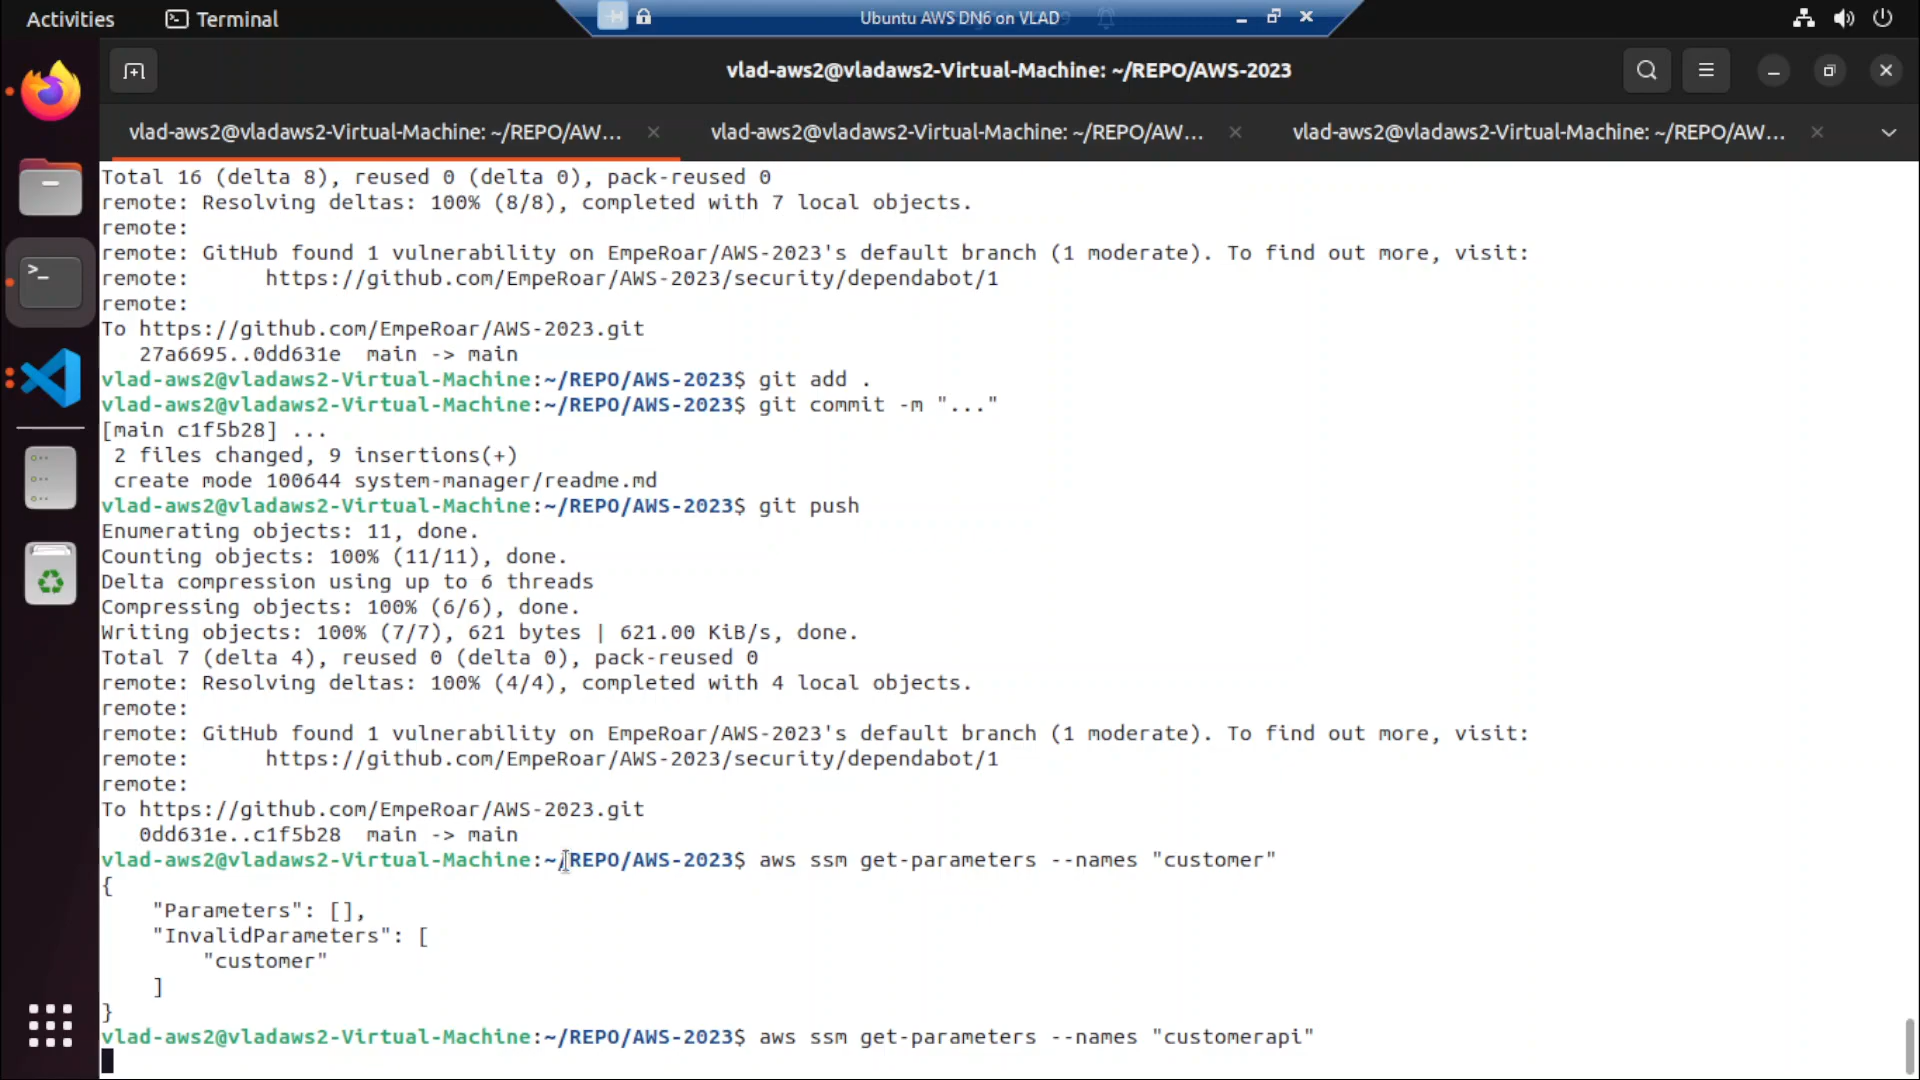 Activities
Terminal
Ubuntu AWS DN6 on VLAD
vlad-aws2@vladaws2-Virtual-Machine: ~/REPO/AWS-2023
vlad-aws2@vladaws2-Virtual-Machine: ~/REPO/AW...
vlad-aws2@vladaws2-Virtual-Machine: ~/REPO/AW...
vlad-aws2@vladaws2-Virtual-Machine: ~/REPO/AW...
Total 16 (delta 8), reused 0 (delta 0), pack-reused 0
remote: Resolving deltas: 100% (8/8), completed with 7 local objects.
remote:
remote: GitHub found 1 vulnerability on EmpeRoar/AWS-2023's default branch (1 moderate). To find out more, visit:
remote:      https://github.com/EmpeRoar/AWS-2023/security/dependabot/1
remote:
To https://github.com/EmpeRoar/AWS-2023.git
   27a6695..0dd631e  main -> main
vlad-aws2@vladaws2-Virtual-Machine:~/REPO/AWS-2023$ git add .
vlad-aws2@vladaws2-Virtual-Machine:~/REPO/AWS-2023$ git commit -m "..."
[main c1f5b28] ...
 2 files changed, 9 insertions(+)
 create mode 100644 system-manager/readme.md
vlad-aws2@vladaws2-Virtual-Machine:~/REPO/AWS-2023$ git push
Enumerating objects: 11, done.
Counting objects: 100% (11/11), done.
Delta compression using up to 6 threads
Compressing objects: 100% (6/6), done.
Writing objects: 100% (7/7), 621 bytes | 621.00 KiB/s, done.
Total 7 (delta 4), reused 0 (delta 0), pack-reused 0
remote: Resolving deltas: 100% (4/4), completed with 4 local objects.
remote:
remote: GitHub found 1 vulnerability on EmpeRoar/AWS-2023's default branch (1 moderate). To find out more, visit:
remote:      https://github.com/EmpeRoar/AWS-2023/security/dependabot/1
remote:
To https://github.com/EmpeRoar/AWS-2023.git
   0dd631e..c1f5b28  main -> main
vlad-aws2@vladaws2-Virtual-Machine:~/REPO/AWS-2023$ aws ssm get-parameters --names "customer"
{
    "Parameters": [],
    "InvalidParameters": [
        "customer"
    ]
}
vlad-aws2@vladaws2-Virtual-Machine:~/REPO/AWS-2023$ aws ssm get-parameters --names "customerapi"